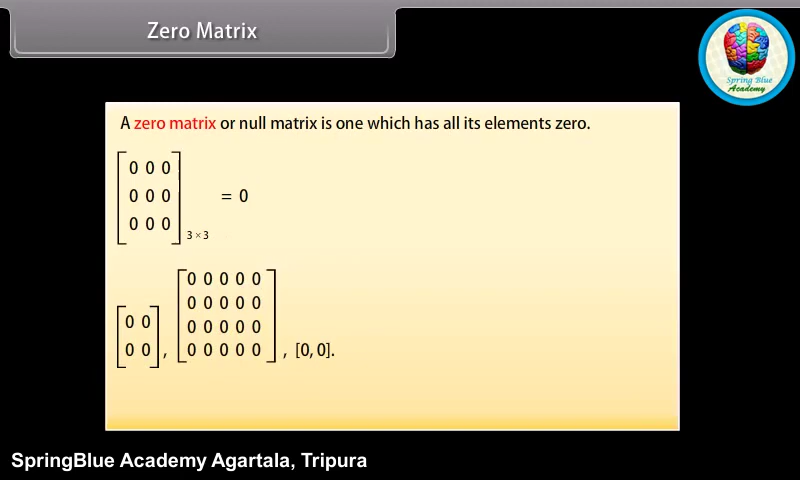 Zero Matrix
Spring Blue
Academy
A zero matrix or null matrix is one which has all its elements zero.
0 0 0
0 0 0 = 0
0 0 0
3 × 3
0 0 0 0 0
0 0 0 0 0
0 0 0 0 0
0 0 0 0 0
0 0
0 0 , , [0, 0].
SpringBlue Academy Agartala, Tripura